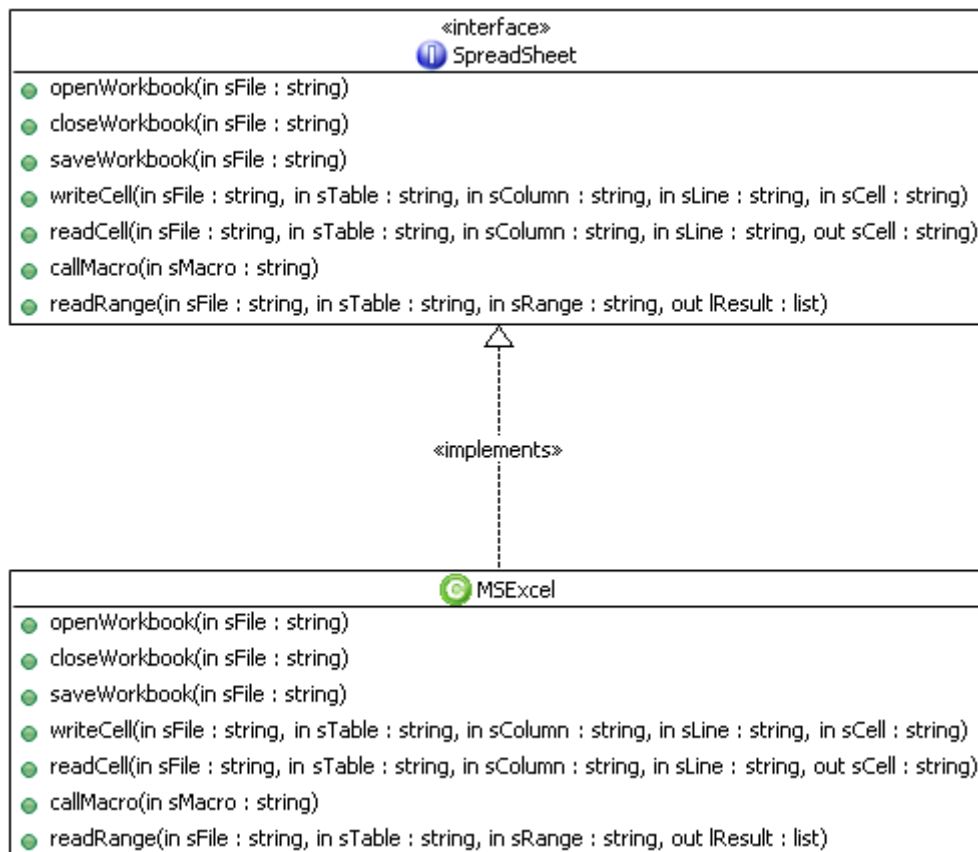 «interface»
SpreadSheet
openWorkbook(in sFile : string)
closeWorkbook(in sFile : string)
saveWorkbook(in sFile : string)
writeCell(in sFile : string, in sTable : string, in sColumn : string, in sLine : string, in sCell : string)
readCell(in sFile : string, in sTable : string, in sColumn : string, in sLine : string, out sCell : string)
callMacro(in sMacro : string)
readRange(in sFile : string, in sTable : string, in sRange : string, out lResult : list)
«implements»
MSExcel
openWorkbook(in sFile : string)
closeWorkbook(in sFile : string)
saveWorkbook(in sFile : string)
writeCell(in sFile : string, in sTable : string, in sColumn : string, in sLine : string, in sCell : string)
readCell(in sFile : string, in sTable : string, in sColumn : string, in sLine : string, out sCell : string)
callMacro(in sMacro : string)
readRange(in sFile : string, in sTable : string, in sRange : string, out lResult : list)